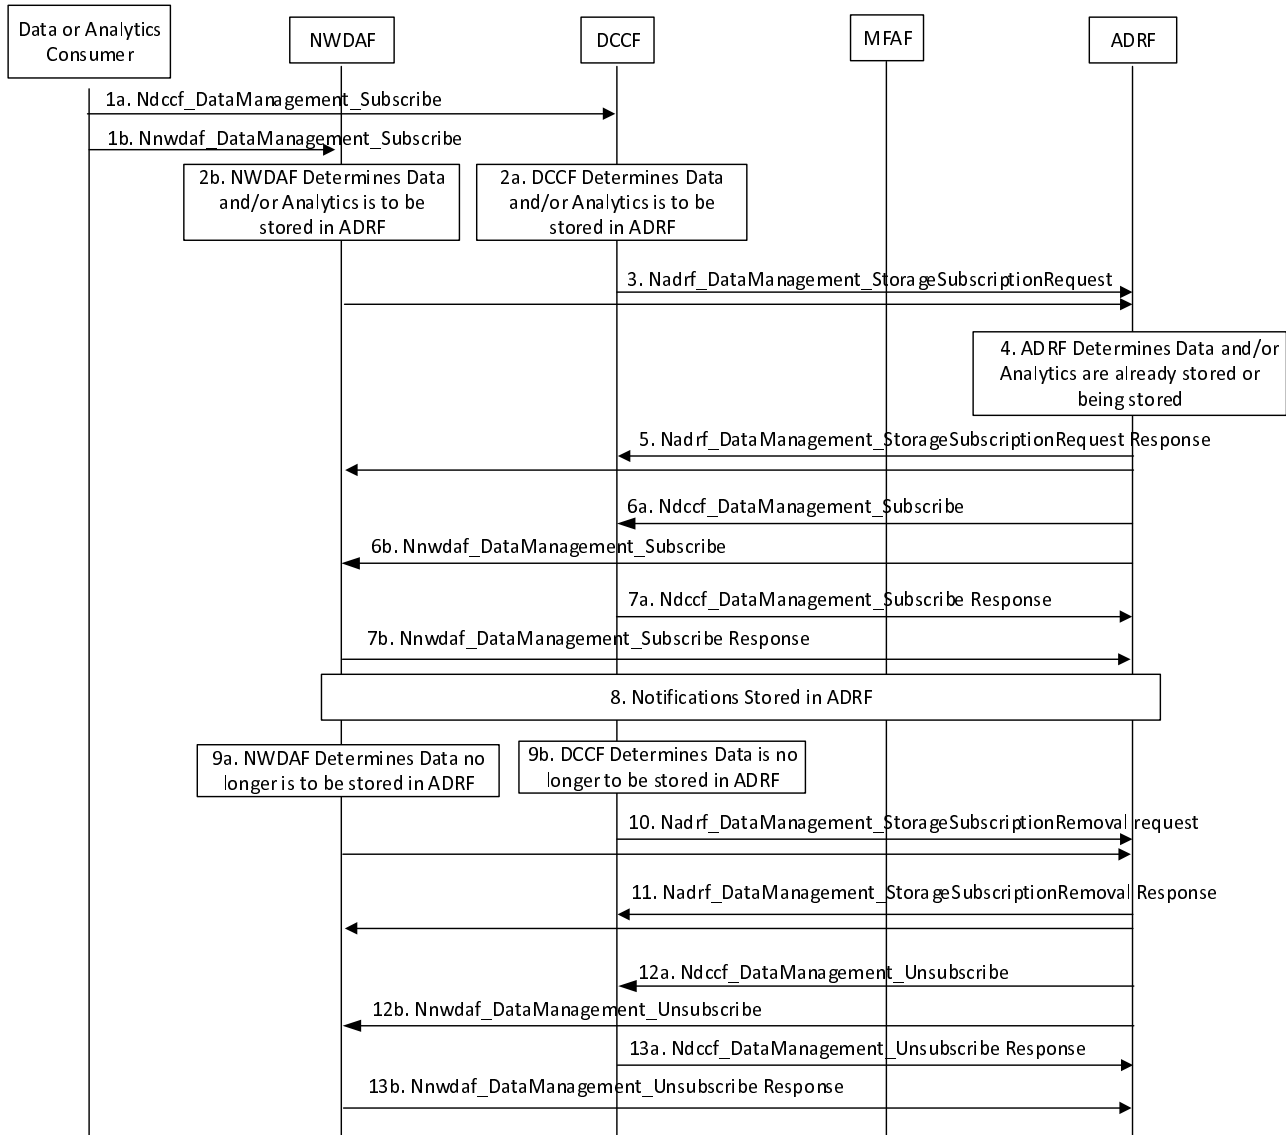 Data or Analytics
Consumer
NWDAF
DCCF
MFAF
ADRF
1a. Ndccf_DataManagement_Subscribe
1b. Nnwdaf_DataManagement_Subscribe
2b. NWDAF Determines Data
and/or Analytics is to be
stored in ADRF
2a. DCCF Determines Data
and/or Analytics is to be
stored in ADRF
3. Nadrf_DataManagement_StorageSubscriptionRequest
4. ADRF Determines Data and/or
Analytics are already stored or
being stored
5. Nadrf_DataManagement_StorageSubscriptionRequest Response
6a. Ndccf_DataManagement_Subscribe
6b. Nnwdaf_DataManagement_Subscribe
7a. Ndccf_DataManagement_Subscribe Response
7b. Nnwdaf_DataManagement_Subscribe Response
8. Notifications Stored in ADRF
9a. NWDAF Determines Data no
longer is to be stored in ADRF
9b. DCCF Determines Data is no
longer to be stored in ADRF
10. Nadrf_DataManagement_StorageSubscriptionRemoval request
11. Nadrf_DataManagement_StorageSubscriptionRemoval Response
12a. Ndccf_DataManagement_Unsubscribe
12b. Nnwdaf_DataManagement_Unsubscribe
13a. Ndccf_DataManagement_Unsubscribe Response
13b. Nnwdaf_DataManagement_Unsubscribe Response